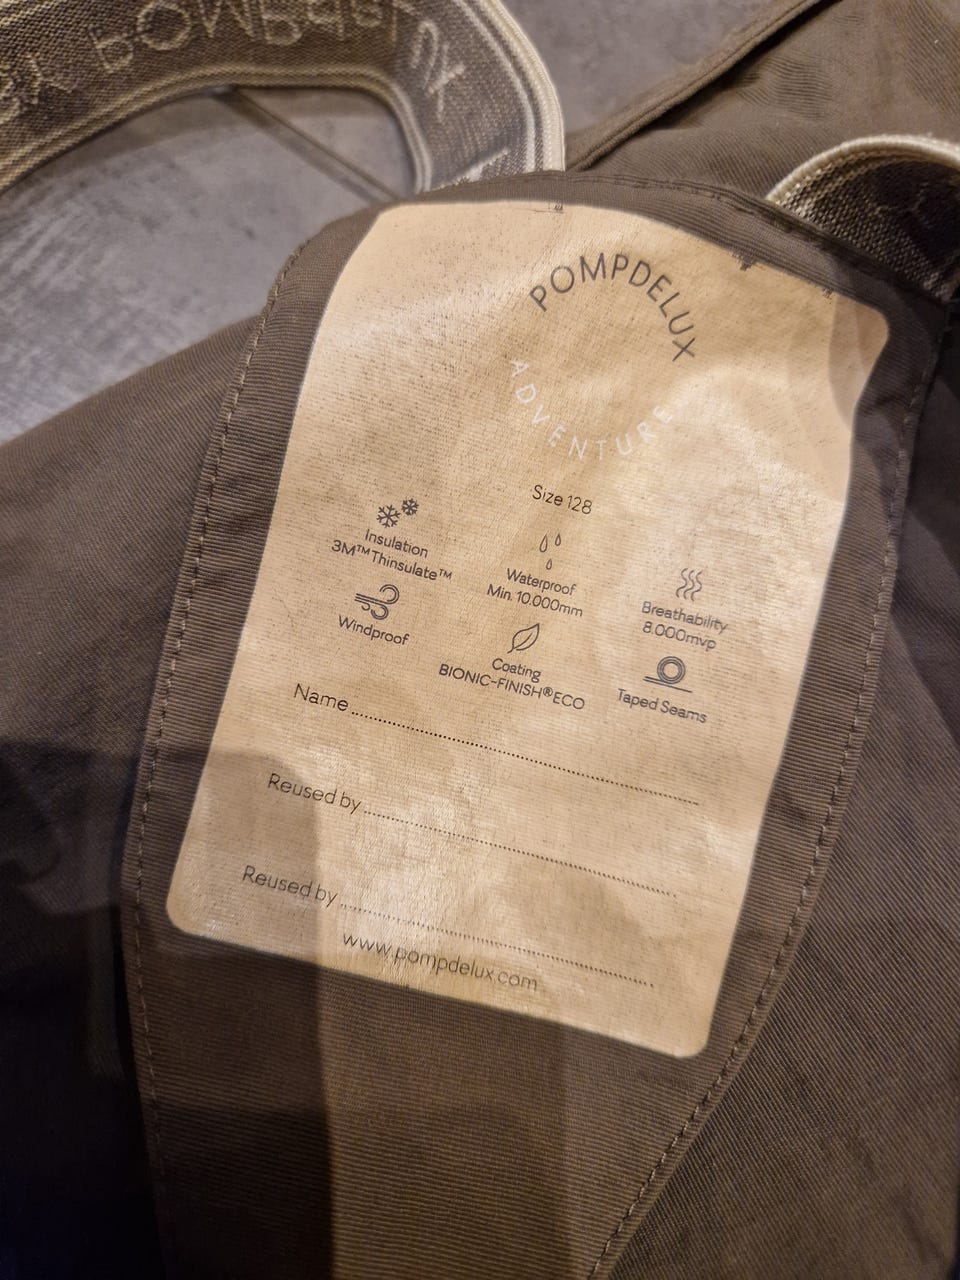 POMPDELUX
POMPDELUX
ADVENTURE
Size 128
Insulation
3M™Thinsulate™
Waterproof
Min. 10.000mm
Breathability
8.000mvp
Windproof
Coating
BIONIC-FINISH®ECO
Taped Seams
Name
Reused by
Reused by
www.pompdelux.com